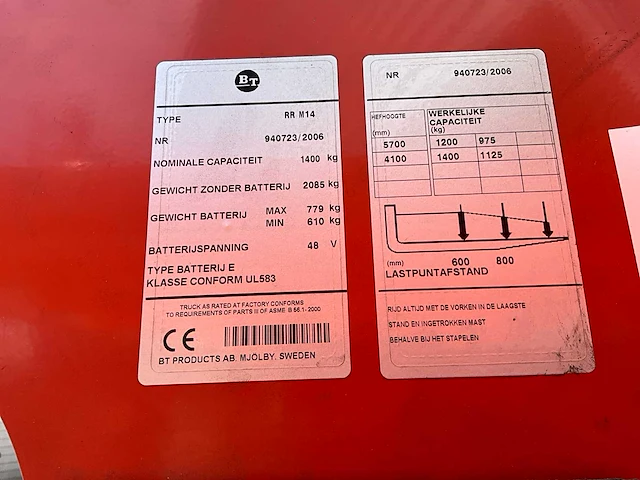 BT
TYPE RR M14
NR 940723/2006
NOMINALE CAPACITEIT 1400 kg
GEWICHT ZONDER BATTERIJ 2085 kg
GEWICHT BATTERIJ MAX 779 kg
MIN 610 kg
BATTERIJSPANNING 48 V
TYPE BATTERIJ E
KLASSE CONFORM UL583
TRUCK AS RATED AT FACTORY CONFORMS
TO REQUIREMENTS OF PARTS II OF ASME B 56.1-2000
CE
BT PRODUCTS AB. MJÖLBY. SWEDEN
NR 940723/2006
HEFHOOGTE
(mm)
WERKELIJKE
CAPACITEIT
(kg)
5700 1200 975
4100 1400 1125
(mm) 600 800
LASTPUNTAFSTAND
RIJD ALTIJD MET DE VORKEN IN DE LAAGSTE
STAND EN INGETROKKEN MAST
BEHALVE BIJ HET STAPELEN